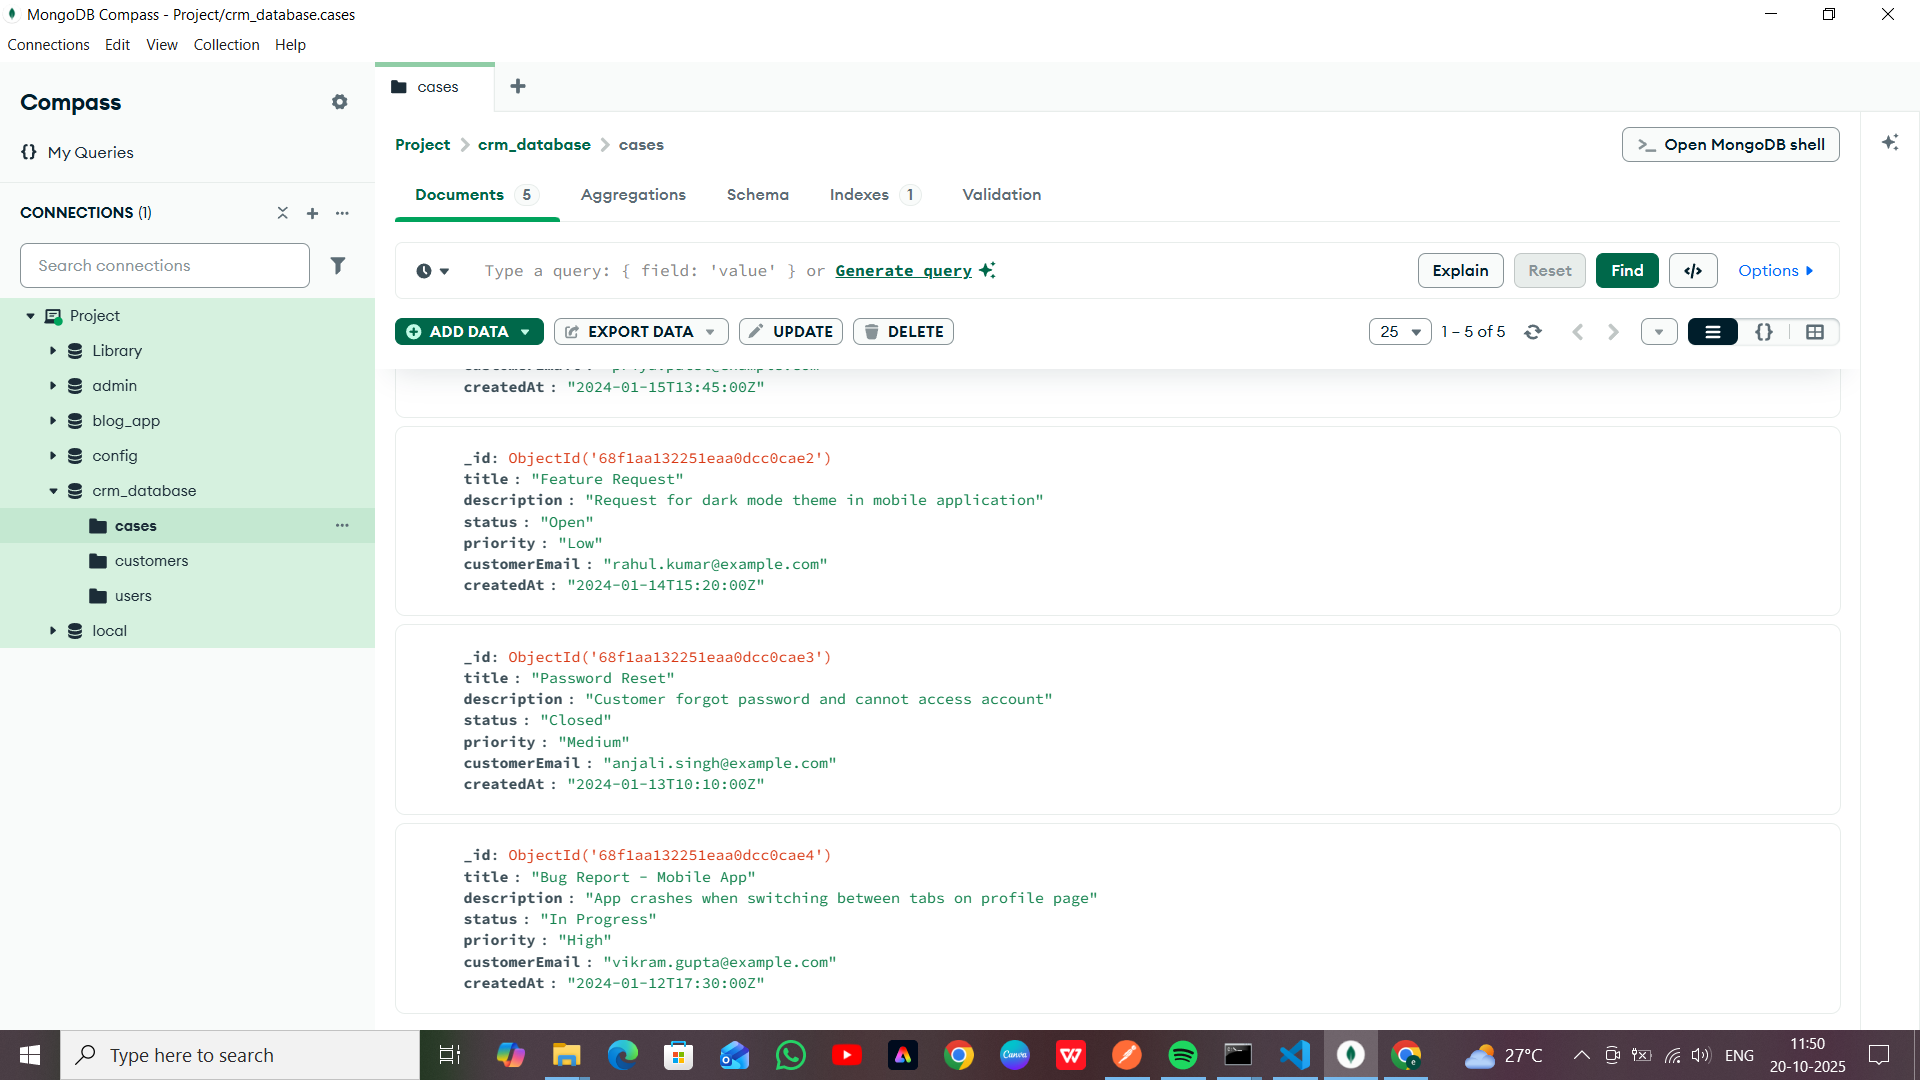 MongoDB Compass - Project/crm_database.cases
Connections Edit View Collection Help
Compass
{} My Queries
CONNECTIONS (1)
Search connections
Project
Library
admin
blog_app
config
crm_database
cases
customers
users
local
cases
Project > crm_database > cases
>_ Open MongoDB shell
Documents 5 Aggregations Schema Indexes 1 Validation
Type a query: { field: 'value' } or Generate query
Explain Reset Find </> Options
ADD DATA EXPORT DATA UPDATE DELETE
25 1 – 5 of 5 {}
createdAt : "2024-01-15T13:45:00Z"
_id: ObjectId('68f1aa132251eaa0dcc0cae2')
title : "Feature Request"
description : "Request for dark mode theme in mobile application"
status : "Open"
priority : "Low"
customerEmail : "rahul.kumar@example.com"
createdAt : "2024-01-14T15:20:00Z"
_id: ObjectId('68f1aa132251eaa0dcc0cae3')
title : "Password Reset"
description : "Customer forgot password and cannot access account"
status : "Closed"
priority : "Medium"
customerEmail : "anjali.singh@example.com"
createdAt : "2024-01-13T10:10:00Z"
_id: ObjectId('68f1aa132251eaa0dcc0cae4')
title : "Bug Report - Mobile App"
description : "App crashes when switching between tabs on profile page"
status : "In Progress"
priority : "High"
customerEmail : "vikram.gupta@example.com"
createdAt : "2024-01-12T17:30:00Z"
Type here to search
Canva
27°C
ENG
11:50
20-10-2025